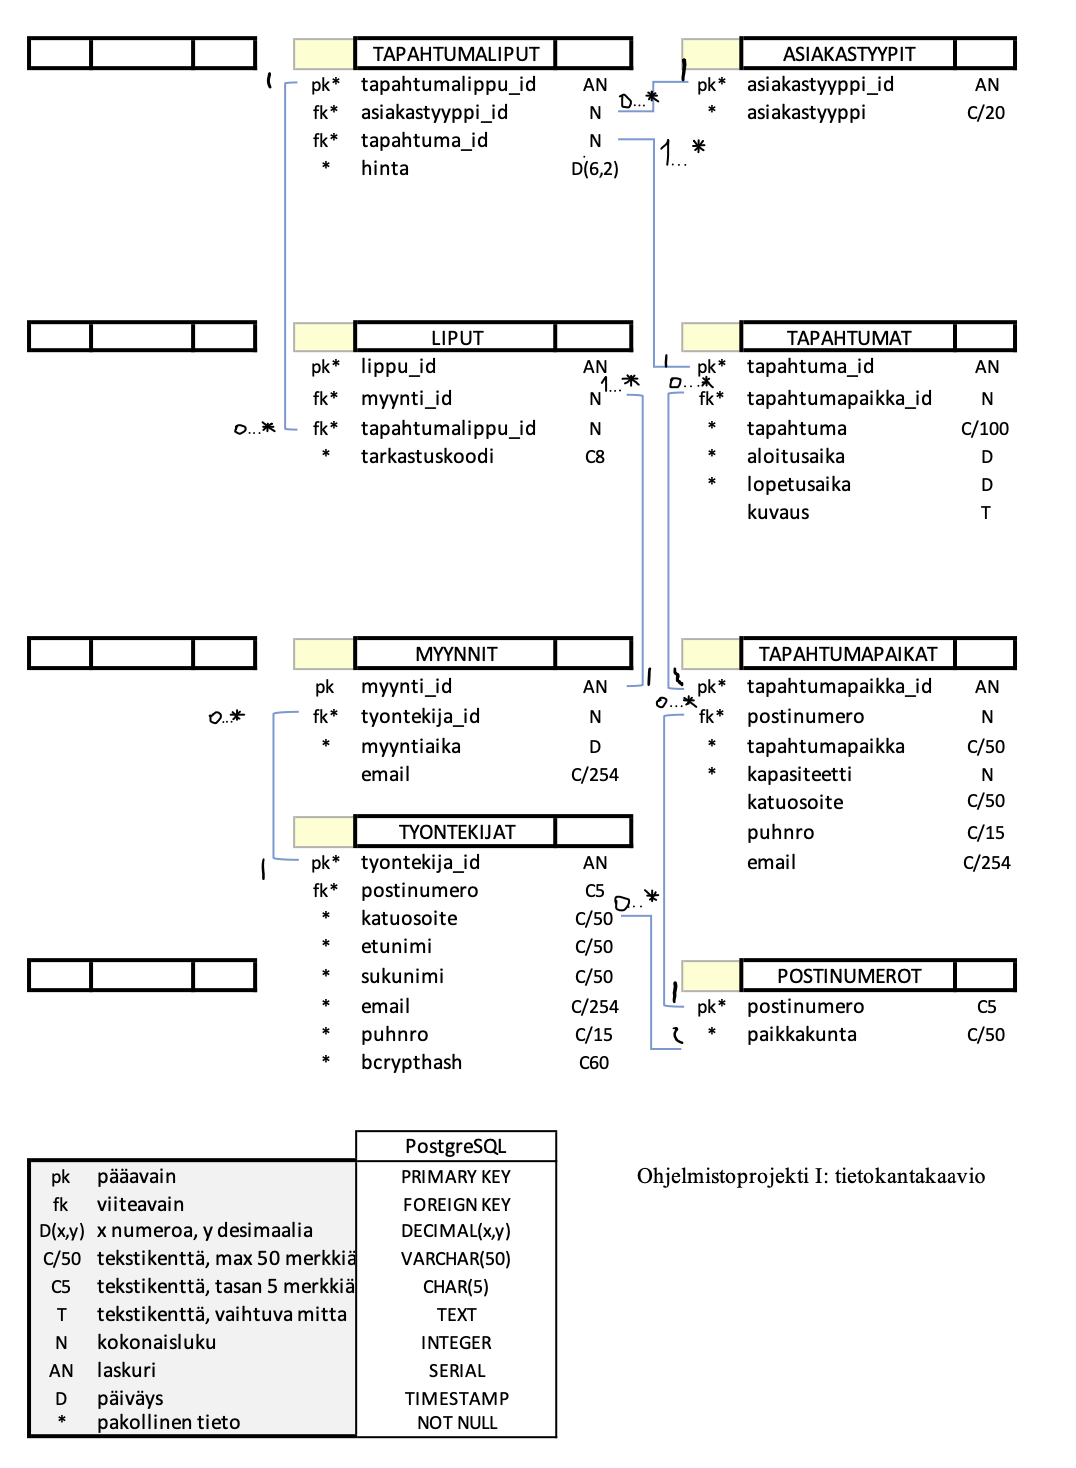 TAPAHTUMALIPUT
pk* tapahtumalippu_id AN
fk* asiakastyyppi_id N
fk* tapahtuma_id N
* hinta D(6,2)
1
0...*
ASIAKASTYYPIT
pk* asiakastyyppi_id AN
* asiakastyyppi C/20
1
1...*
LIPUT
pk* lippu_id AN
fk* myynti_id N
fk* tapahtumalippu_id N
* tarkastuskoodi C8
1...*
0...*
TAPAHTUMAT
pk* tapahtuma_id AN
fk* tapahtumapaikka_id N
* tapahtuma C/100
* aloitusaika D
* lopetusaika D
kuvaus T
1
0...*
MYYNNIT
pk myynti_id AN
fk* tyontekija_id N
* myyntiaika D
email C/254
1
0...*
TAPAHTUMAPAIKAT
pk* tapahtumapaikka_id AN
fk* postinumero N
* tapahtumapaikka C/50
* kapasiteetti N
katuosoite C/50
puhnro C/15
email C/254
1
0...*
TYONTEKIJAT
pk* tyontekija_id AN
fk* postinumero C5
* katuosoite C/50
* etunimi C/50
* sukunimi C/50
* email C/254
* puhnro C/15
* bcrypthash C60
1
0...*
POSTINUMEROT
pk* postinumero C5
* paikkakunta C/50
1
1
PostgreSQL
pk pääavain PRIMARY KEY
fk viiteavain FOREIGN KEY
D(x,y) x numeroa, y desimaalia DECIMAL(x,y)
C/50 tekstikenttä, max 50 merkkiä VARCHAR(50)
C5 tekstikenttä, tasan 5 merkkiä CHAR(5)
T tekstikenttä, vaihtuva mitta TEXT
N kokonaisluku INTEGER
AN laskuri SERIAL
D päiväys TIMESTAMP
* pakollinen tieto NOT NULL
Ohjelmistoprojekti I: tietokantakaavio